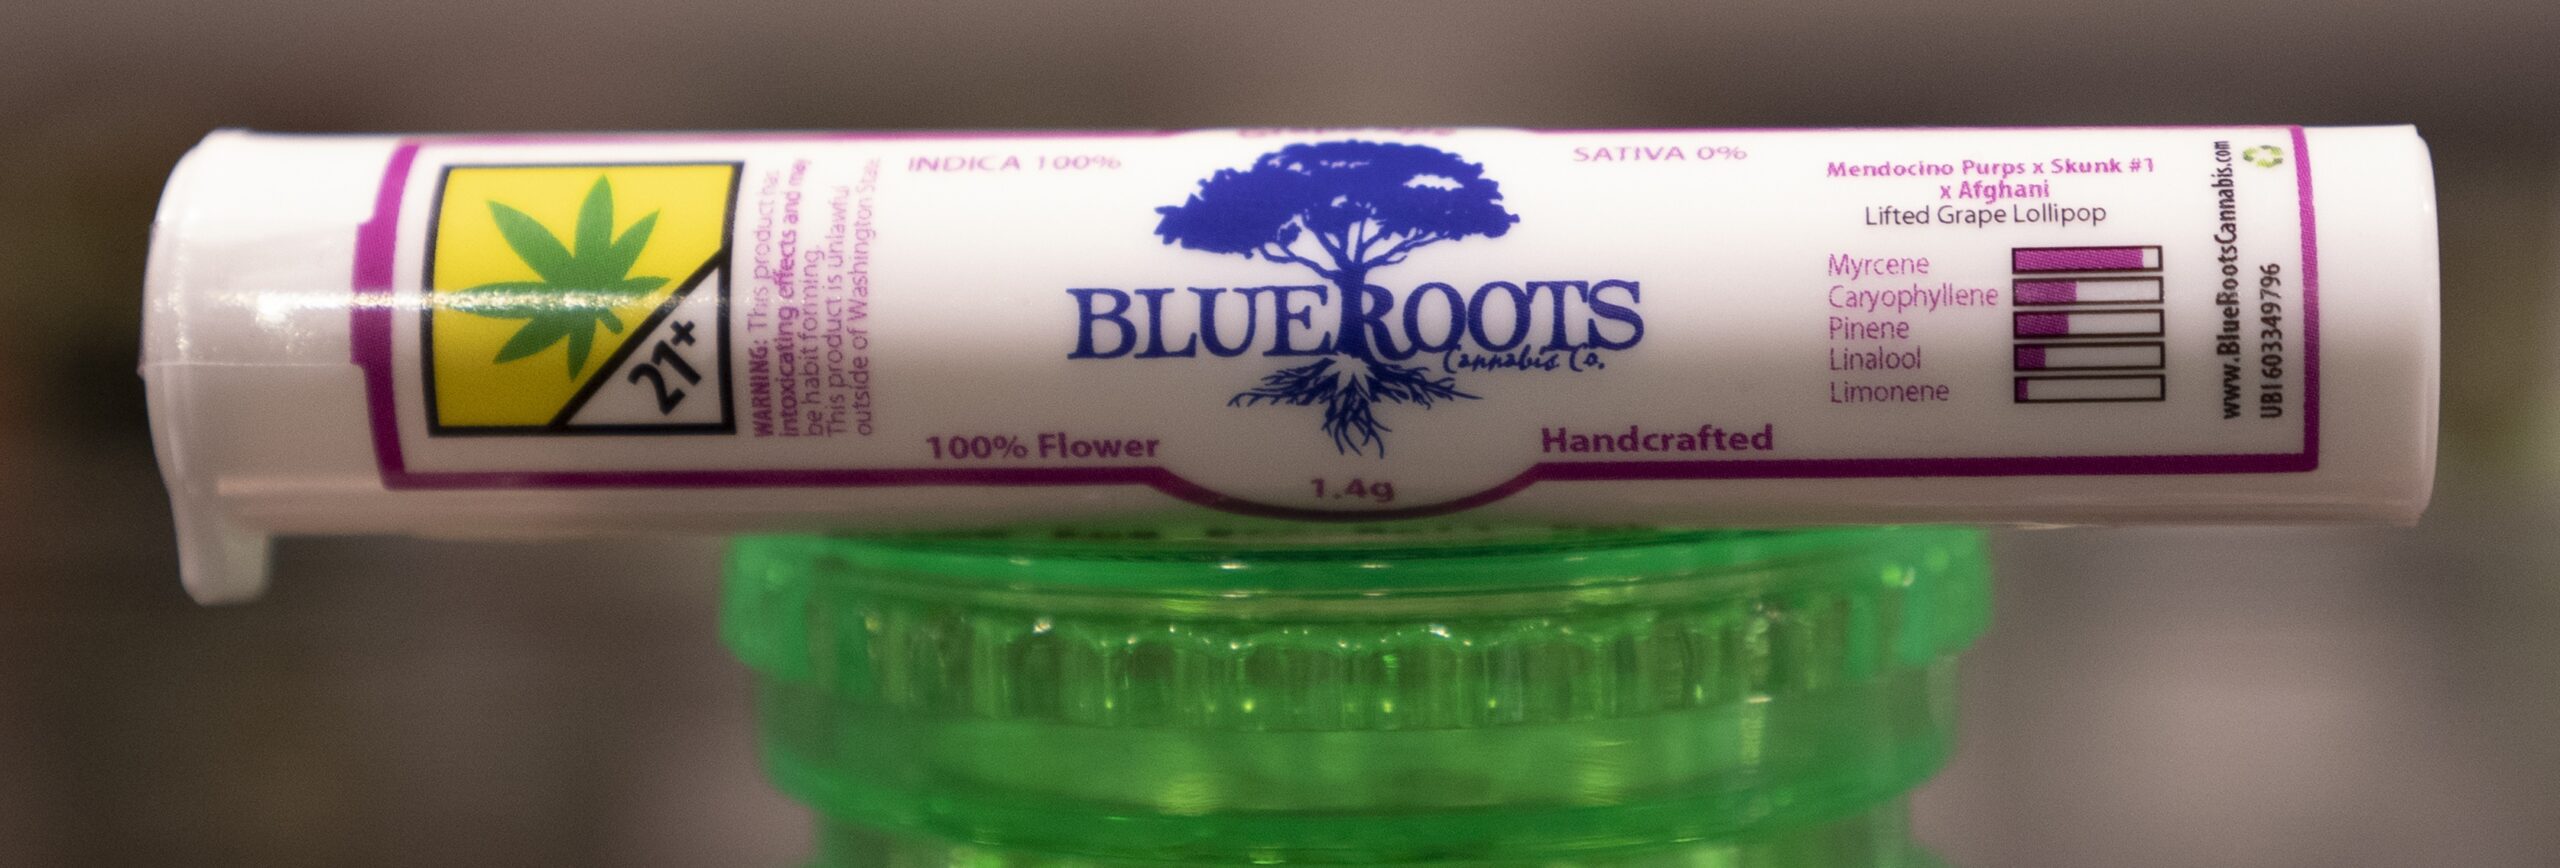 21+
WARNING: This product has
intoxicating effects and may
be habit forming.
This product is unlawful
outside of Washington State
INDICA 100%
SATIVA 0%
BLUE ROOTS
Cannabis Co.
100% Flower
Handcrafted
1.4g
Mendocino Purps x Skunk #1
x Afghani
Lifted Grape Lollipop
Myrcene
Caryophyllene
Pinene
Linalool
Limonene
www.BlueRootsCannabis.com
UBI 603349796